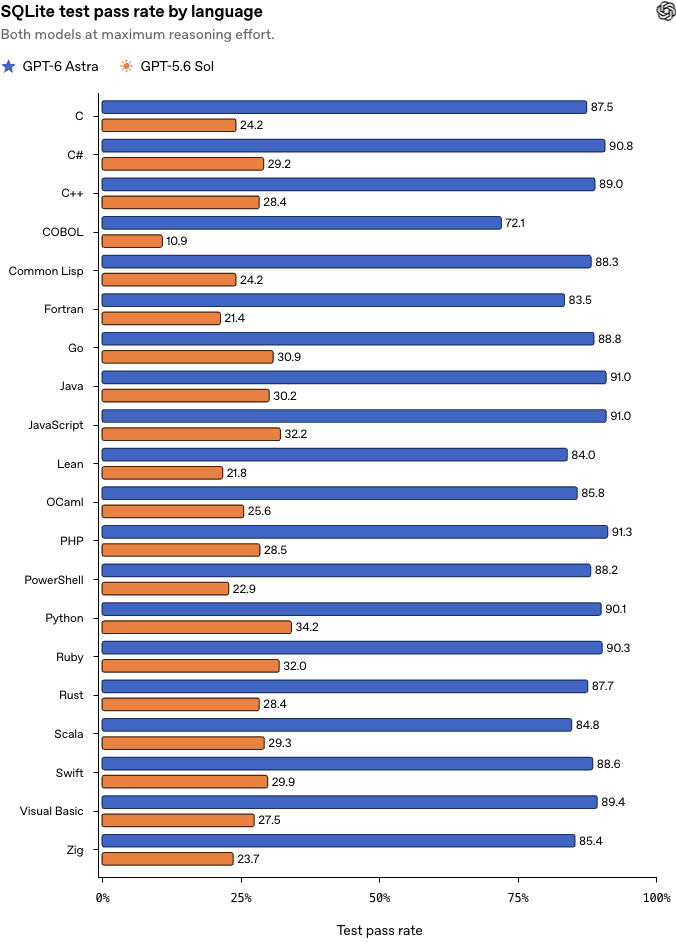 SQLite test pass rate by language
Both models at maximum reasoning effort.
GPT-6 Astra GPT-5.6 Sol
C 87.5
24.2
C# 90.8
29.2
C++ 89.0
28.4
COBOL 72.1
10.9
Common Lisp 88.3
24.2
Fortran 83.5
21.4
Go 88.8
30.9
Java 91.0
30.2
JavaScript 91.0
32.2
Lean 84.0
21.8
OCaml 85.8
25.6
PHP 91.3
28.5
PowerShell 88.2
22.9
Python 90.1
34.2
Ruby 90.3
32.0
Rust 87.7
28.4
Scala 84.8
29.3
Swift 88.6
29.9
Visual Basic 89.4
27.5
Zig 85.4
23.7
0% 25% 50% 75% 100%
Test pass rate